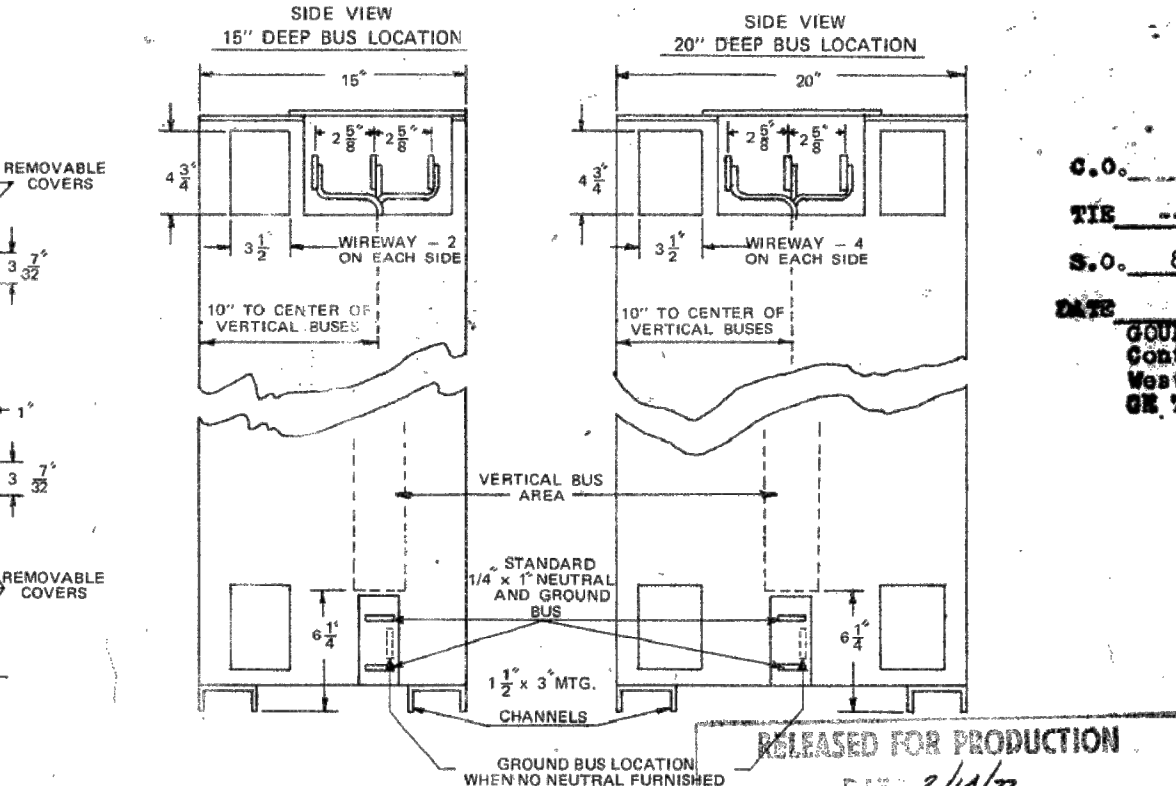 SIDE VIEW
15" DEEP BUS LOCATION
SIDE VIEW
20" DEEP BUS LOCATION
15"
20"
REMOVABLE
COVERS
2 5/8" 2 5/8"
2 5/8" 2 5/8"
4 3/4"
4 3/4"
3 7/32"
3 1/2"
WIREWAY – 2
ON EACH SIDE
3 1/2"
WIREWAY – 4
ON EACH SIDE
10" TO CENTER OF
VERTICAL BUSES
10" TO CENTER OF
VERTICAL BUSES
C.O.
TIE
S.O. 8
DATE
1"
3 7/32"
VERTICAL BUS
AREA
REMOVABLE
COVERS
STANDARD
1/4" x 1" NEUTRAL
AND GROUND
BUS
6 1/4"
6 1/4"
1 1/2" x 3" MTG.
CHANNELS
GROUND BUS LOCATION
WHEN NO NEUTRAL FURNISHED
RELEASED FOR PRODUCTION